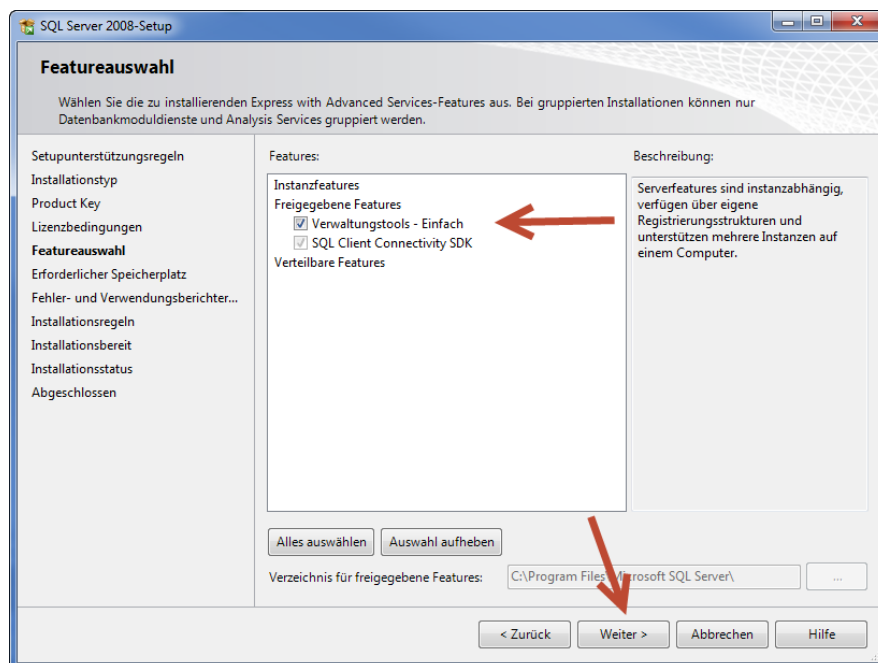 SQL Server 2008-Setup
Featureauswahl
Wählen Sie die zu installierenden Express with Advanced Services-Features aus. Bei gruppierten Installationen können nur
Datenbankmoduldienste und Analysis Services gruppiert werden.
Setupunterstützungsregeln
Installationstyp
Product Key
Lizenzbedingungen
Featureauswahl
Erforderlicher Speicherplatz
Fehler- und Verwendungsberichter...
Installationsregeln
Installationsbereit
Installationsstatus
Abgeschlossen
Features:
Instanzfeatures
Freigegebene Features
Verwaltungstools - Einfach
SQL Client Connectivity SDK
Verteilbare Features
Beschreibung:
Serverfeatures sind instanzabhängig,
verfügen über eigene
Registrierungsstrukturen und
unterstützen mehrere Instanzen auf
einem Computer.
Alles auswählen Auswahl aufheben
Verzeichnis für freigegebene Features: C:\Program Files\Microsoft SQL Server\ ...
< Zurück Weiter > Abbrechen Hilfe